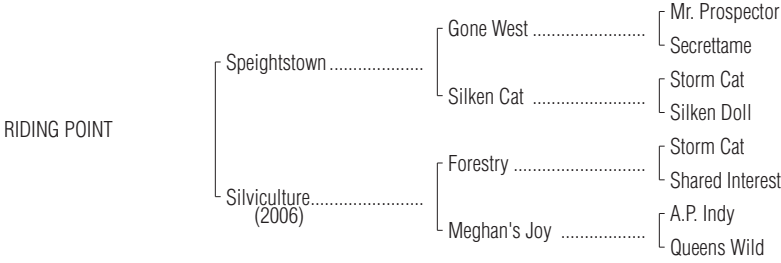 Mr. Prospector
Gone West ........................
Secrettame
Speightstown ....................
Storm Cat
Silken Cat ........................
Silken Doll
RIDING POINT
Storm Cat
Forestry ............................
Shared Interest
Silviculture........................
(2006)
A.P. Indy
Meghan's Joy ..................
Queens Wild